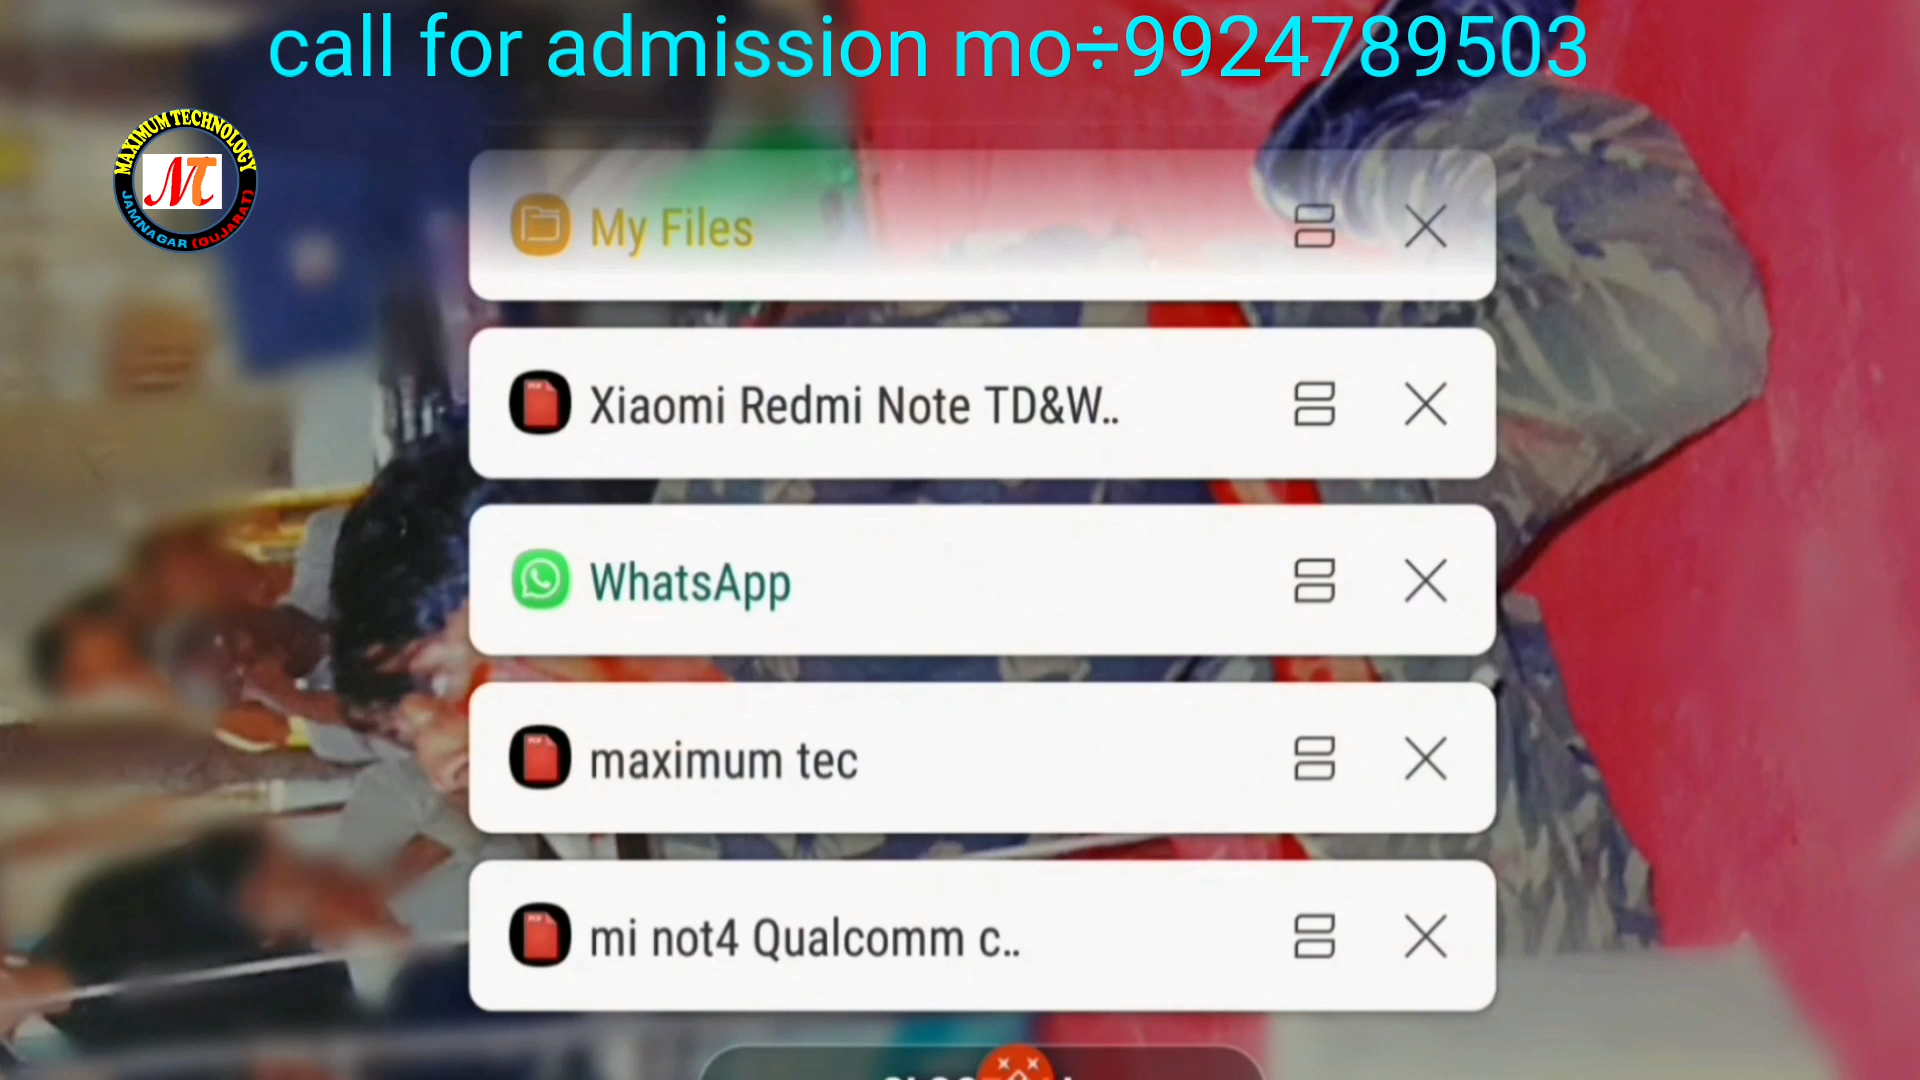 call for admission mo÷9924789503
MAXIMUM TECHNOLOGY
MT
JAMNAGAR (GUJARAT)
My Files
Xiaomi Redmi Note TD&W..
WhatsApp
maximum tec
mi not4 Qualcomm c..